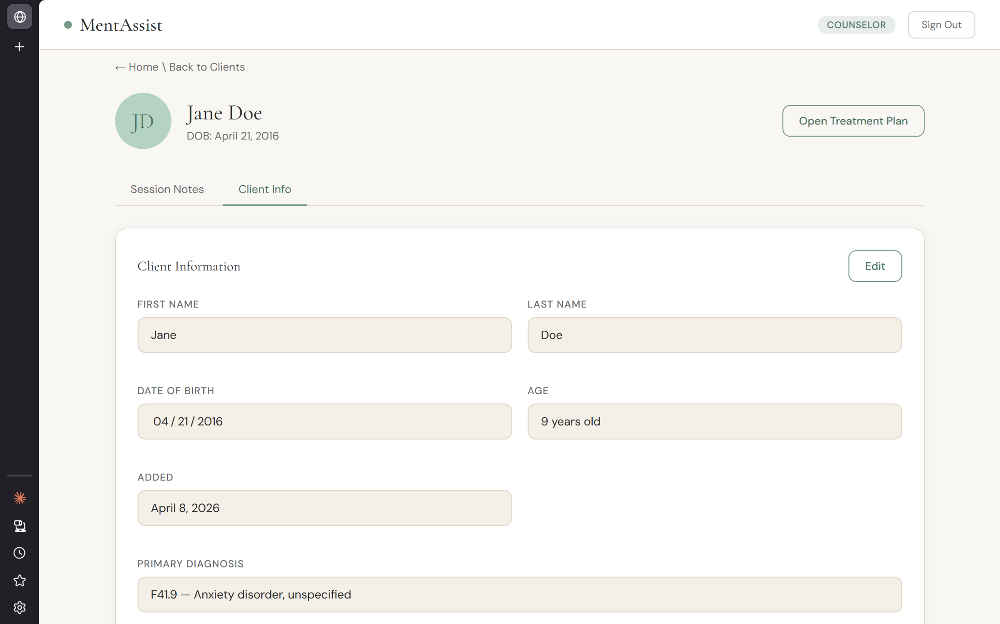 MentAssist
COUNSELOR
Sign Out
← Home \ Back to Clients
JD
Jane Doe
DOB: April 21, 2016
Open Treatment Plan
Session Notes
Client Info
Client Information
Edit
FIRST NAME
LAST NAME
Jane
Doe
DATE OF BIRTH
AGE
04 / 21 / 2016
9 years old
ADDED
April 8, 2026
PRIMARY DIAGNOSIS
F41.9 — Anxiety disorder, unspecified